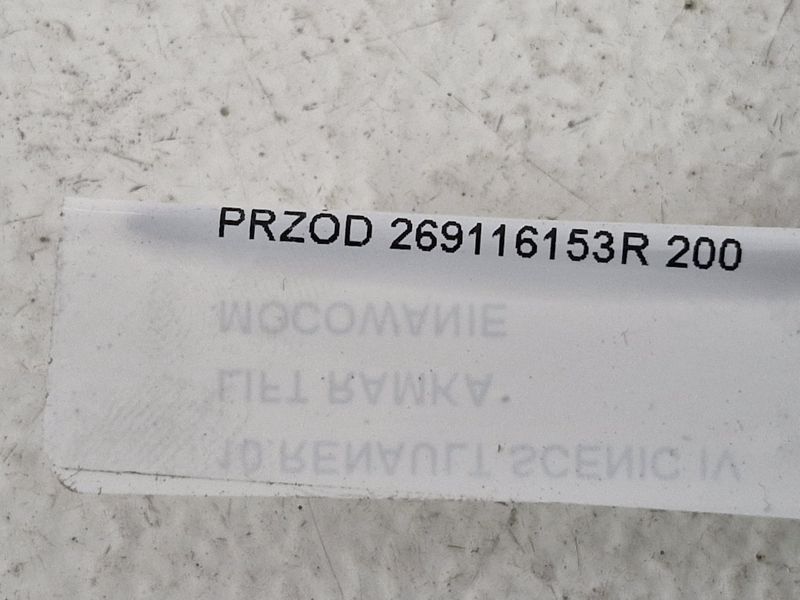 PRZOD 269116153R 200
MOCOWANIE
LIFT RAMKA
10.RENAULT SCENIC IV